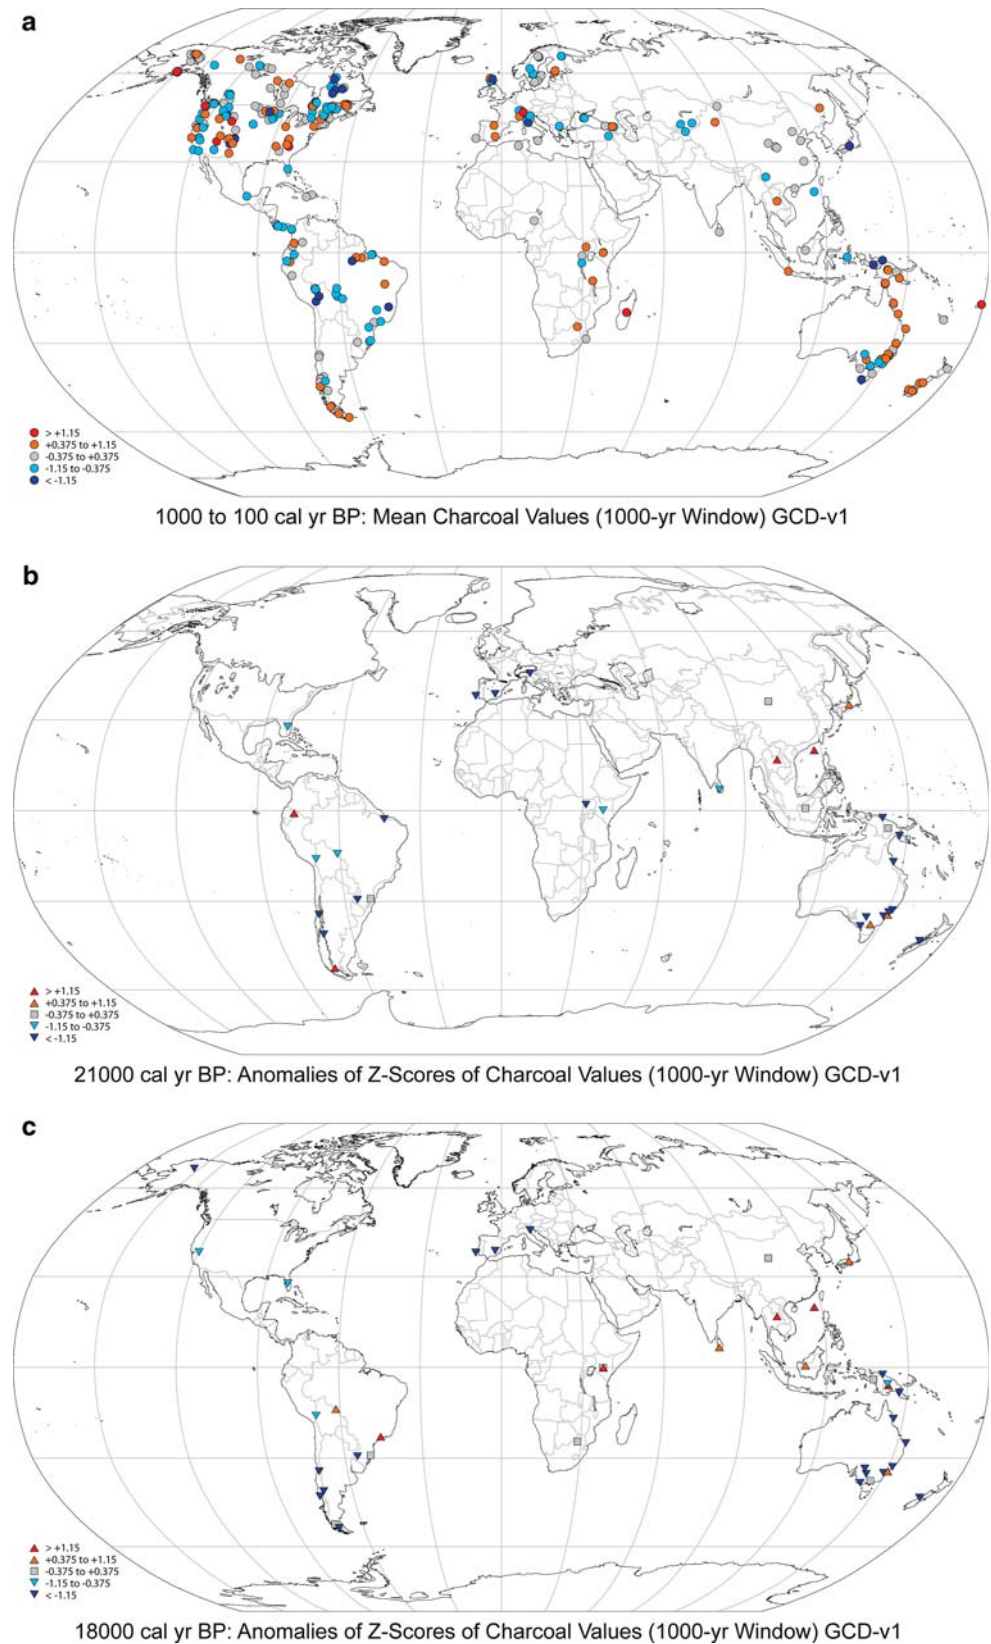 a
> +1.15
+0.375 to +1.15
-0.375 to +0.375
-1.15 to -0.375
< -1.15
1000 to 100 cal yr BP: Mean Charcoal Values (1000-yr Window) GCD-v1
b
> +1.15
+0.375 to +1.15
-0.375 to +0.375
-1.15 to -0.375
< -1.15
21000 cal yr BP: Anomalies of Z-Scores of Charcoal Values (1000-yr Window) GCD-v1
c
> +1.15
+0.375 to +1.15
-0.375 to +0.375
-1.15 to -0.375
< -1.15
18000 cal yr BP: Anomalies of Z-Scores of Charcoal Values (1000-yr Window) GCD-v1